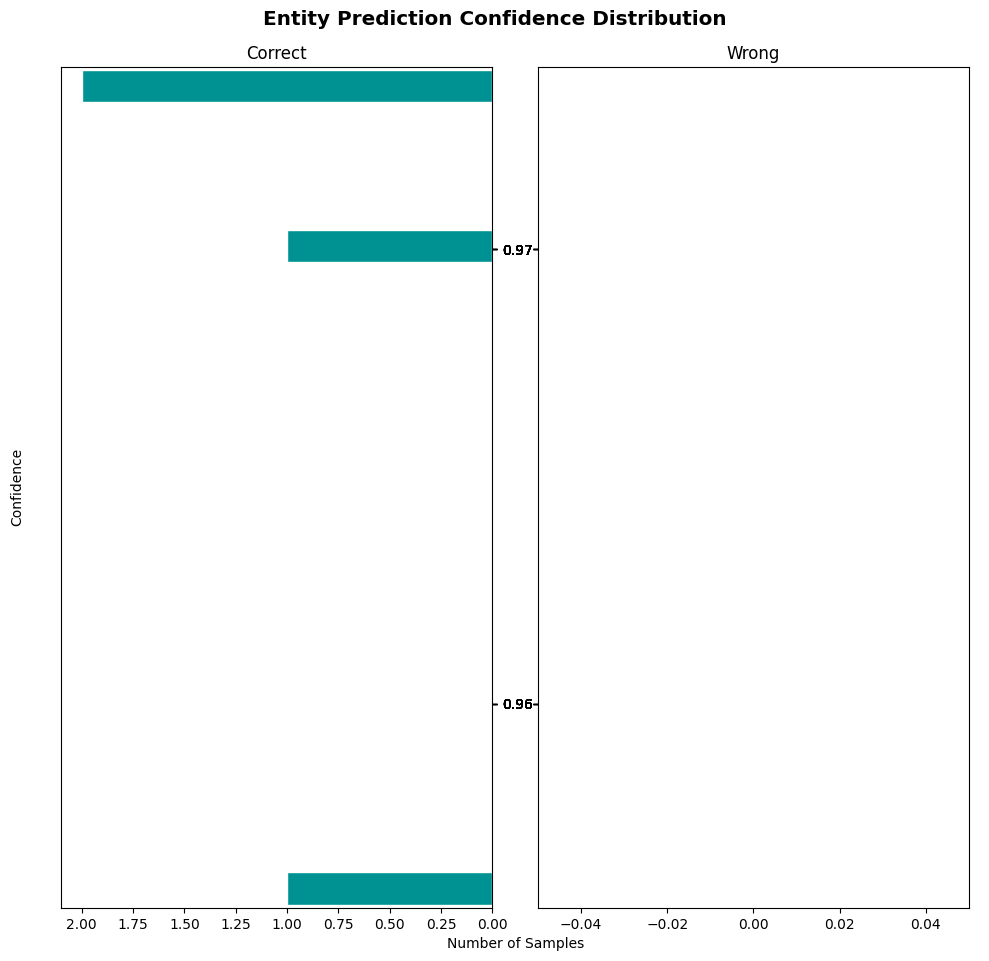 Entity Prediction Confidence Distribution
Correct
Wrong
0.97
0.96
Confidence
2.00 1.75 1.50 1.25 1.00 0.75 0.50 0.25 0.00
−0.04 −0.02 0.00 0.02 0.04
Number of Samples